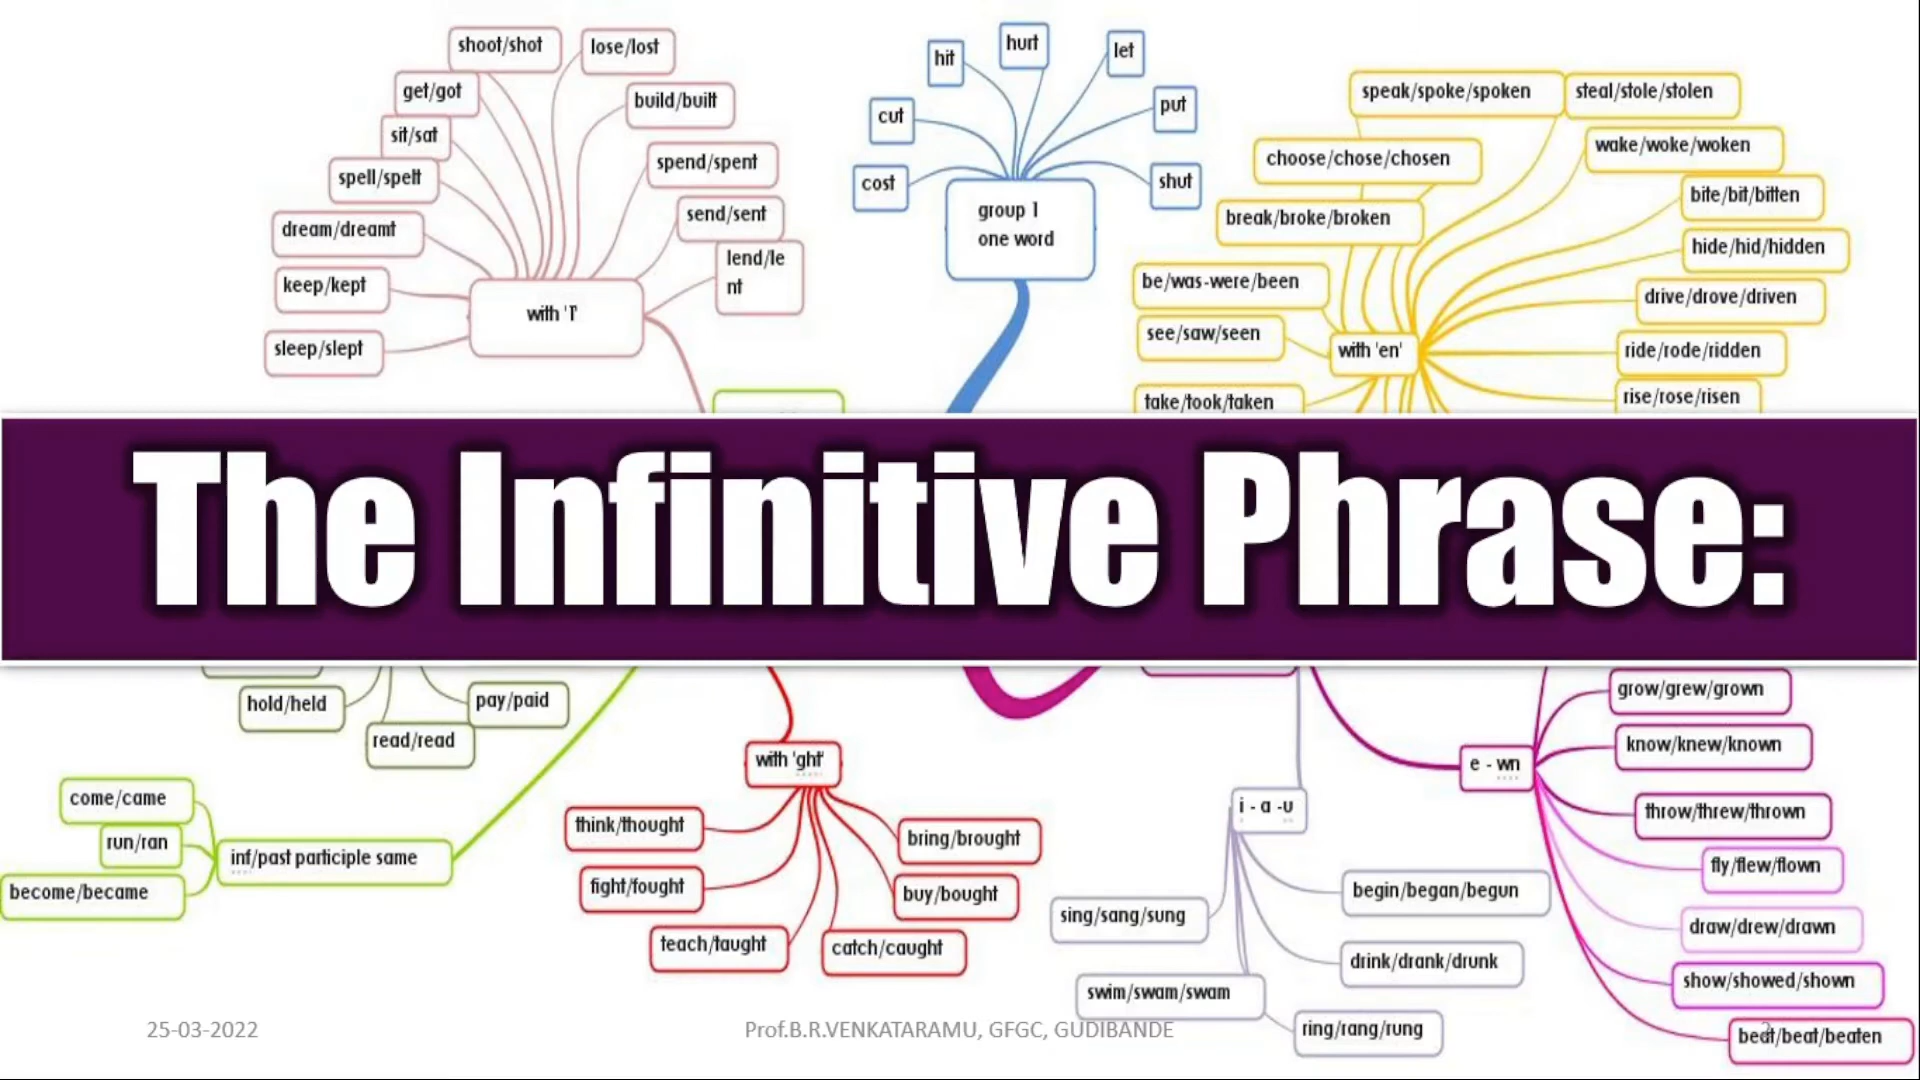 shoot/shot
lose/lost
get/got
build/built
sit/sat
spend/spent
spell/spelt
send/sent
dream/dreamt
lend/le
nt
keep/kept
with 't'
sleep/slept
hit
hurt
let
cut
put
cost
shut
group 1
one word
speak/spoke/spoken
steal/stole/stolen
choose/chose/chosen
wake/woke/woken
break/broke/broken
bite/bit/bitten
hide/hid/hidden
be/was-were/been
drive/drove/driven
see/saw/seen
with 'en'
ride/rode/ridden
take/took/taken
rise/rose/risen
The Infinitive Phrase:
hold/held
pay/paid
read/read
come/came
run/ran
inf/past participle same
become/became
with 'ght'
think/thought
bring/brought
fight/fought
buy/bought
teach/taught
catch/caught
i - a -u
sing/sang/sung
begin/began/begun
drink/drank/drunk
swim/swam/swam
ring/rang/rung
e - wn
grow/grew/grown
know/knew/known
throw/threw/thrown
fly/flew/flown
draw/drew/drawn
show/showed/shown
beat/beat/beaten
25-03-2022
Prof.B.R.VENKATARAMU, GFGC, GUDIBANDE